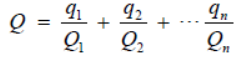 Q = q₁/Q₁ + q₂/Q₂ + ⋯ qₙ/Qₙ